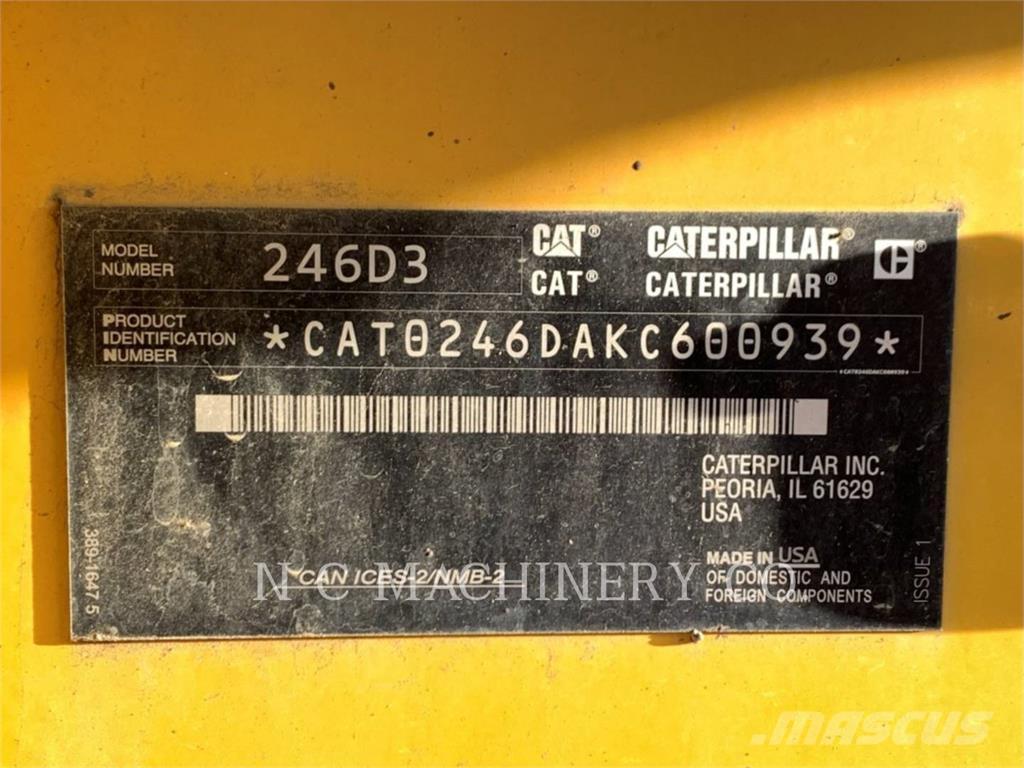 MODEL NUMBER 246D3
CAT® CATERPILLAR®
CAT® CATERPILLAR®
PRODUCT IDENTIFICATION NUMBER *CAT0246DAKC600939*
*CAT0246DAKC600939*
CATERPILLAR INC.
PEORIA, IL 61629
USA
MADE IN USA
OF DOMESTIC AND
FOREIGN COMPONENTS
CAN ICES-2/NMB-2
389-1647 5
ISSUE 1
N C MACHINERY CO.
MASCUS